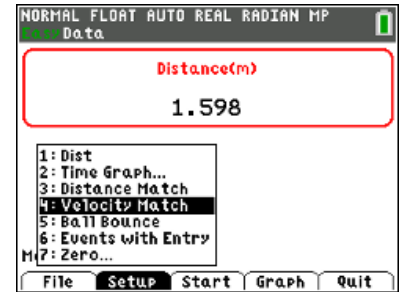 NORMAL FLOAT AUTO REAL RADIAN MP
EasyData
Distance(m)
1.598
1:Dist
2:Time Graph...
3:Distance Match
4:Velocity Match
5:Ball Bounce
6:Events with Entry
7:Zero...
File Setup Start Graph Quit